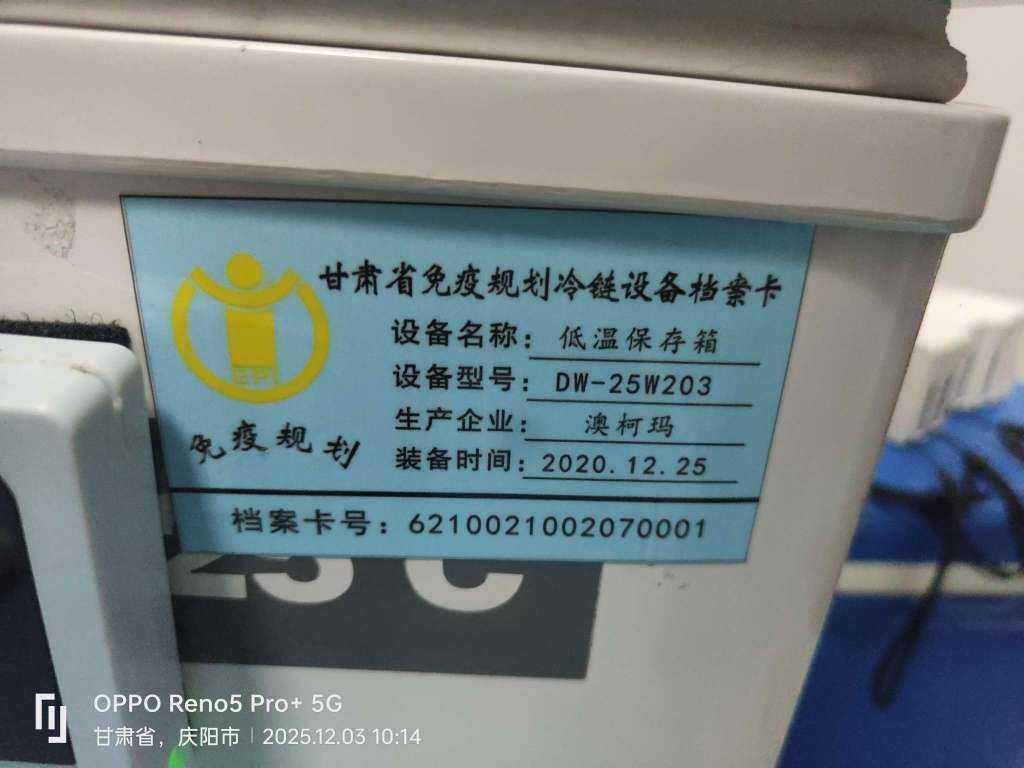 甘肃省免疫规划冷链设备档案卡
设备名称：低温保存箱
设备型号：DW-25W203
生产企业：澳柯玛
装备时间：2020.12.25
EPI
免疫规划
档案卡号：6210021002070001
25°C
OPPO Reno5 Pro+ 5G
甘肃省，庆阳市 | 2025.12.03 10:14